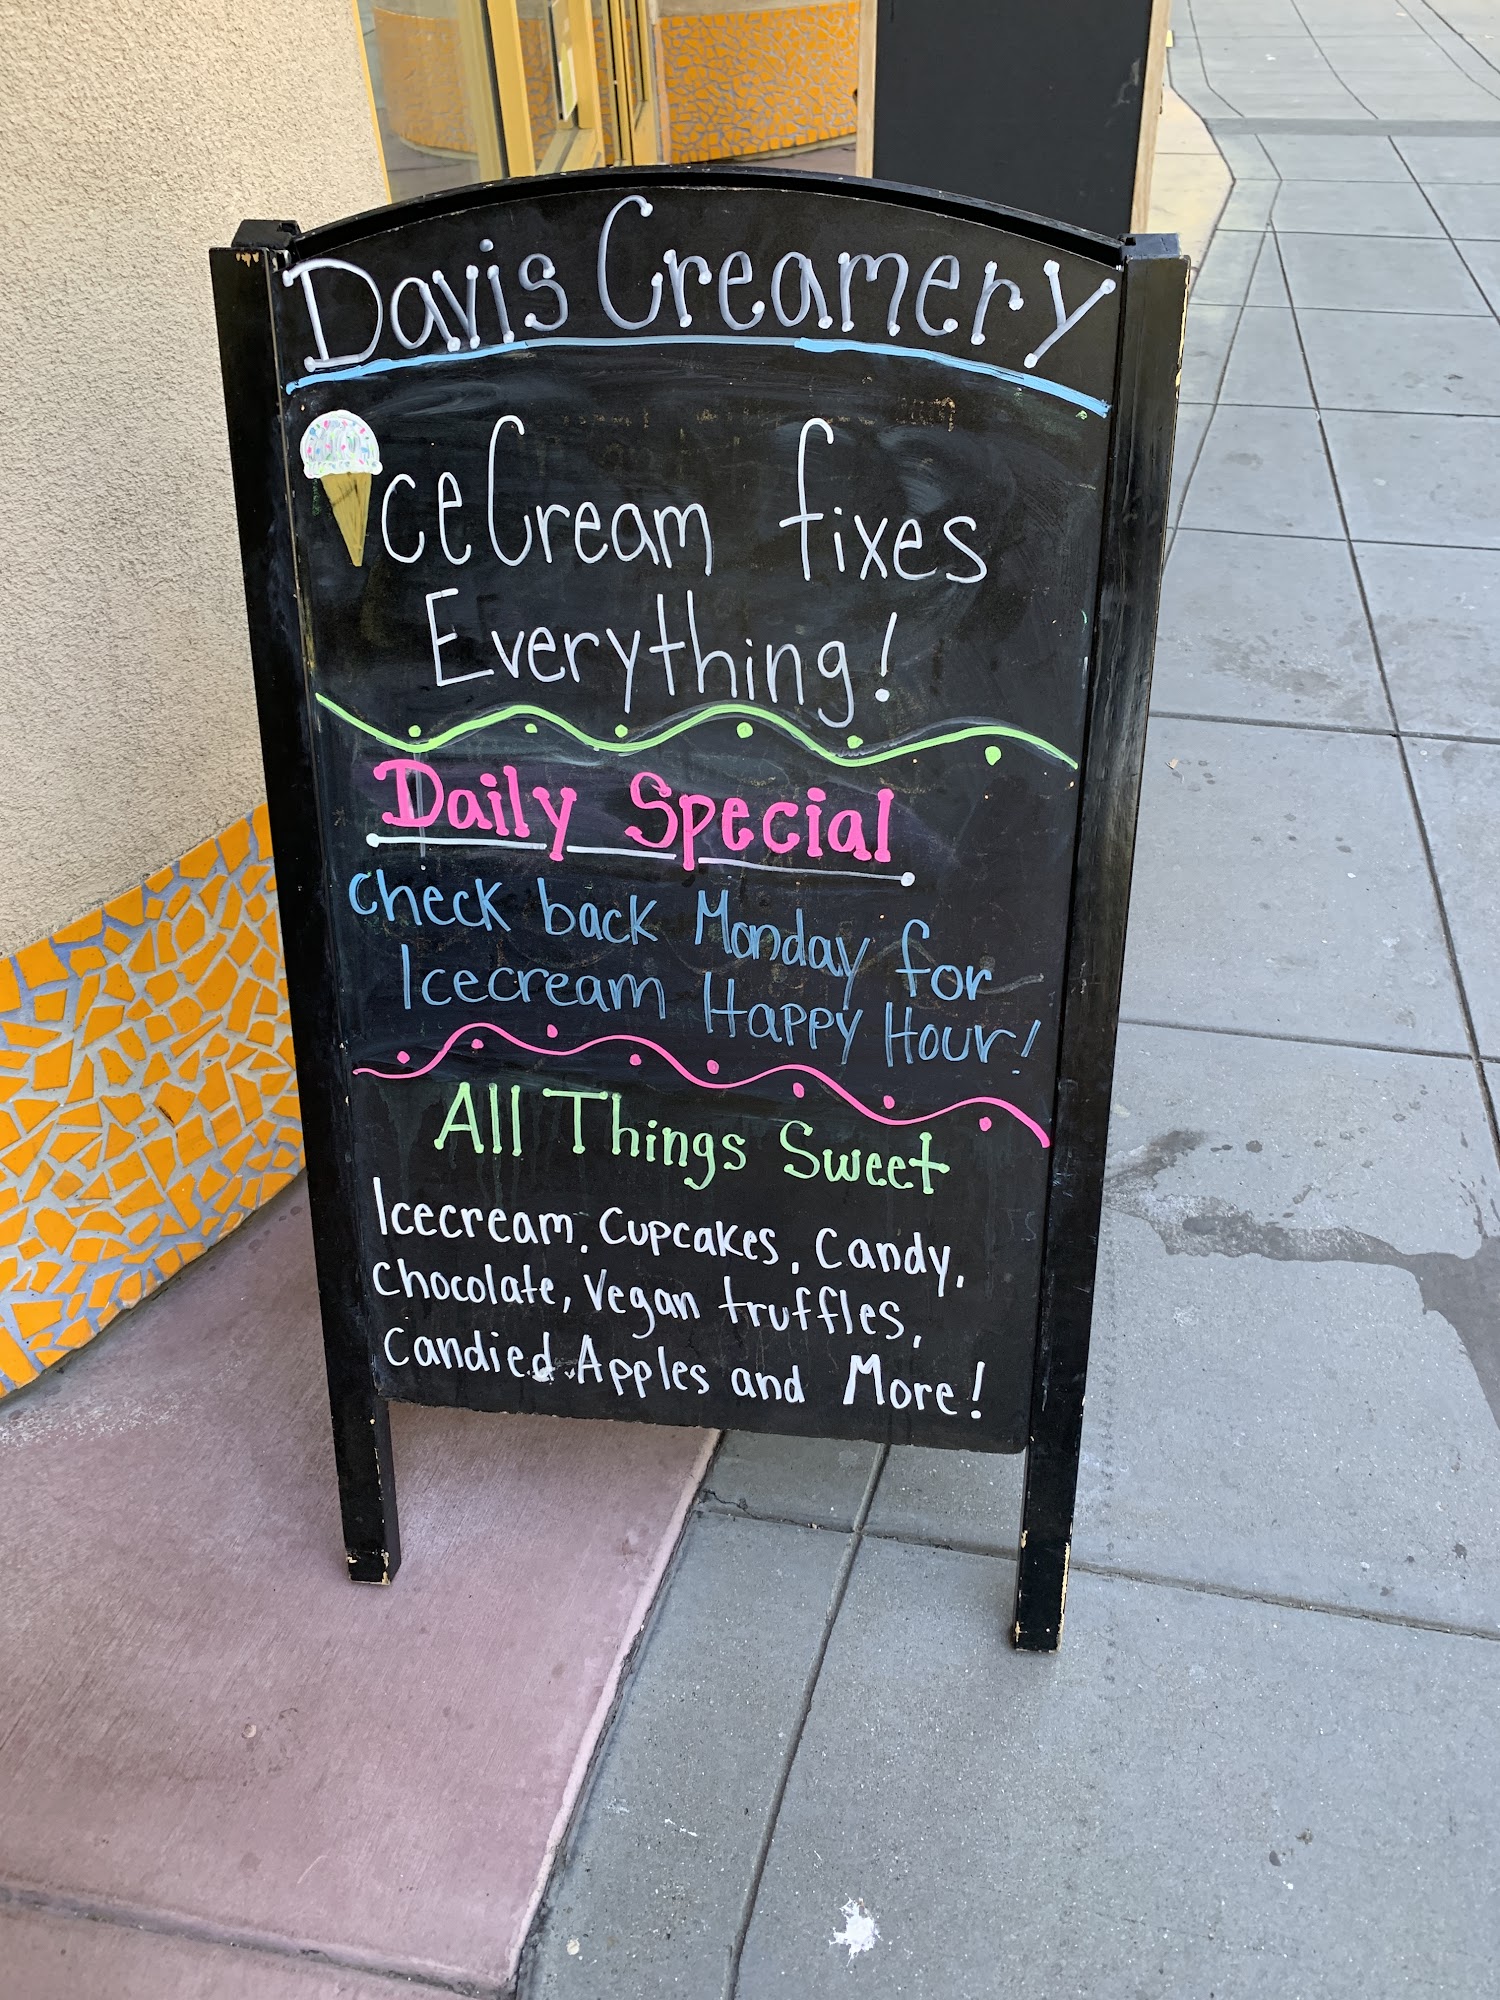 Davis Creamery
ce Cream fixes
Everything!
Daily Special
Check back Monday for
Icecream Happy Hour!
All Things Sweet
Icecream, Cupcakes, Candy,
Chocolate, Vegan truffles,
Candied Apples and More!